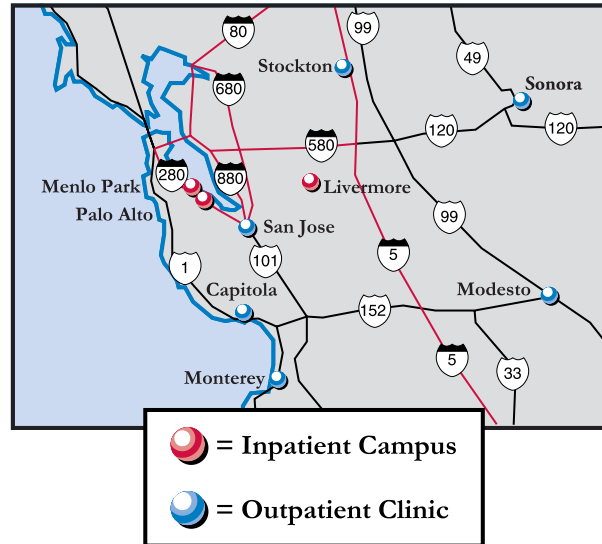 80
99
49
Stockton
680
Sonora
120
120
580
280
880
Menlo Park
Livermore
Palo Alto
99
San Jose
101
5
1
Capitola
Modesto
152
5
33
Monterey
= Inpatient Campus
= Outpatient Clinic